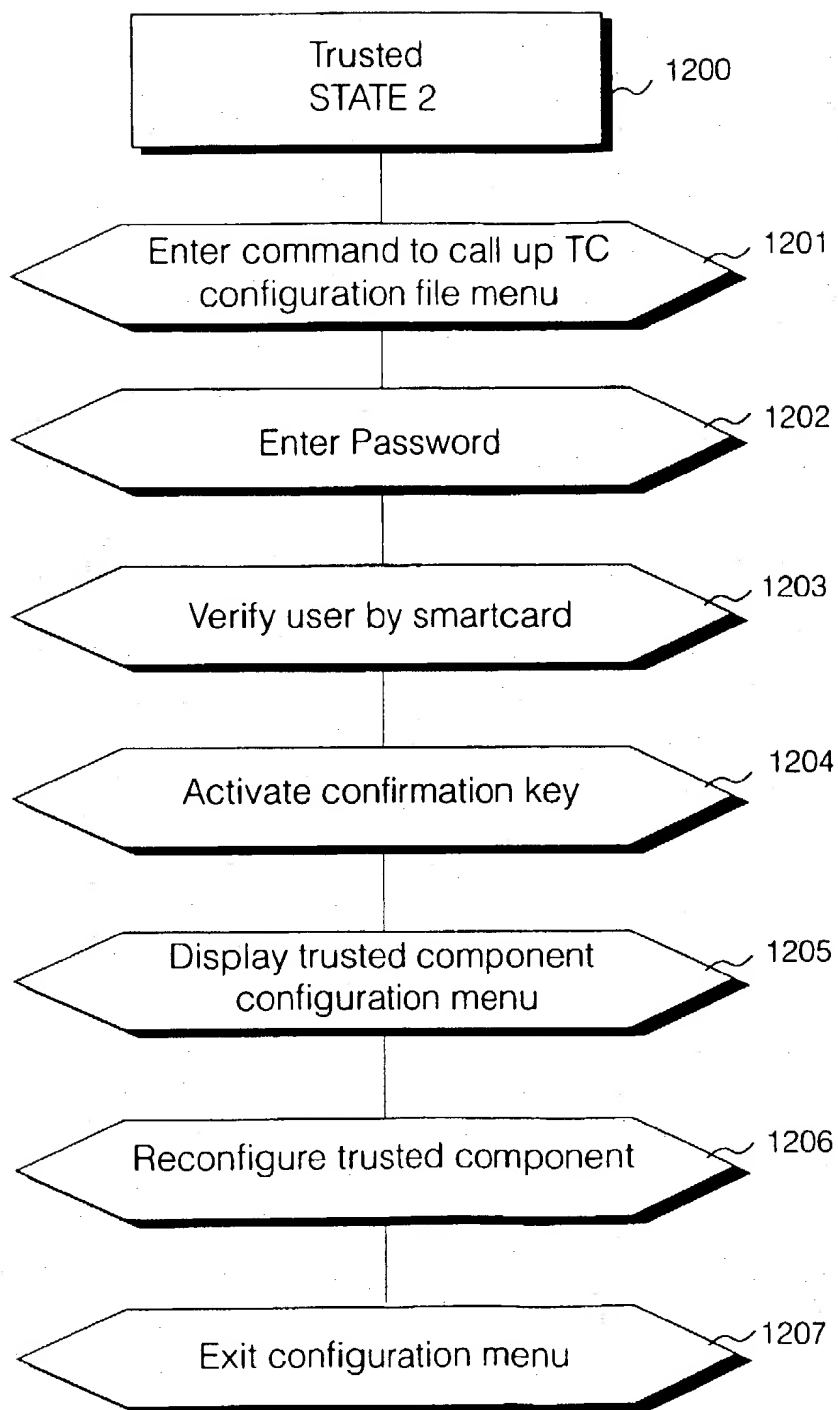 Trusted
STATE 2
1200
Enter command to call up TC
configuration file menu
1201
Enter Password
1202
Verify user by smartcard
1203
Activate confirmation key
1204
Display trusted component
configuration menu
1205
Reconfigure trusted component
1206
Exit configuration menu
1207